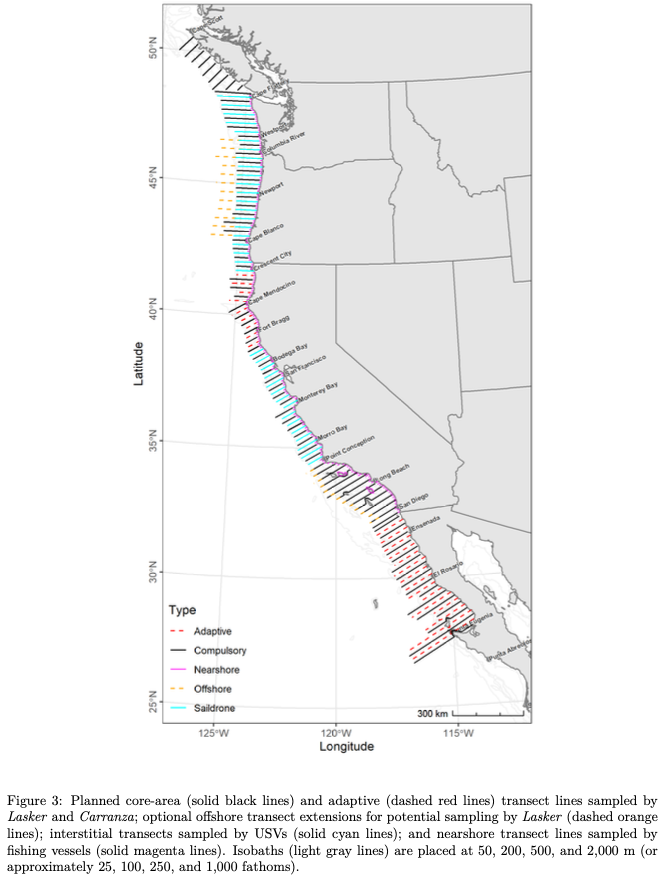 Cape Scott
50°N
Cape Flattery
Westport
Columbia River
45°N
Newport
Cape Blanco
Crescent City
40°N
Cape Mendocino
Fort Bragg
Bodega Bay
San Francisco
Monterey Bay
Latitude
35°N
Morro Bay
Point Conception
Long Beach
San Diego
Ensenada
30°N
El Rosario
Type
Adaptive
Compulsory
Nearshore
Offshore
Saildrone
25°N
300 km
125°W
120°W
115°W
Longitude
Figure 3: Planned core-area (solid black lines) and adaptive (dashed red lines) transect lines sampled by
Lasker and Carranza; optional offshore transect extensions for potential sampling by Lasker (dashed orange
lines); interstitial transects sampled by USVs (solid cyan lines); and nearshore transect lines sampled by
fishing vessels (solid magenta lines). Isobaths (light gray lines) are placed at 50, 200, 500, and 2,000 m (or
approximately 25, 100, 250, and 1,000 fathoms).